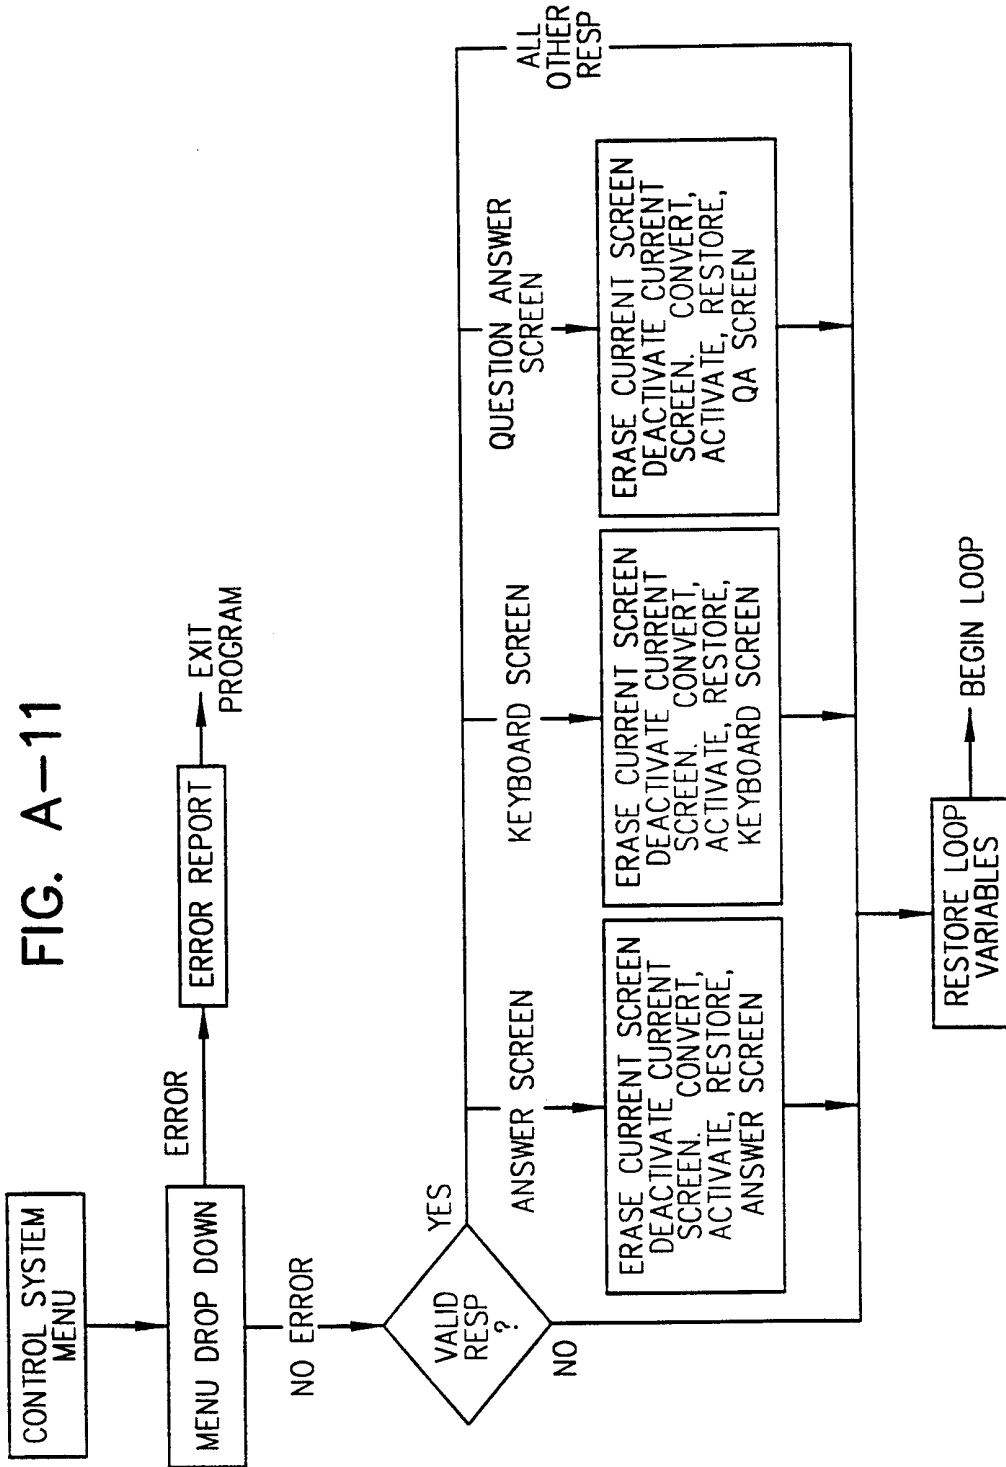 FIG. A-11
CONTROL SYSTEM
MENU
MENU DROP DOWN
ERROR
ERROR REPORT
EXIT
PROGRAM
NO ERROR
VALID
RESP
?
YES
NO
ANSWER SCREEN
KEYBOARD SCREEN
QUESTION ANSWER
SCREEN
ALL
OTHER
RESP
ERASE CURRENT SCREEN
DEACTIVATE CURRENT
SCREEN. CONVERT,
ACTIVATE, RESTORE,
ANSWER SCREEN
ERASE CURRENT SCREEN
DEACTIVATE CURRENT
SCREEN. CONVERT,
ACTIVATE, RESTORE,
KEYBOARD SCREEN
ERASE CURRENT SCREEN
DEACTIVATE CURRENT
SCREEN. CONVERT,
ACTIVATE, RESTORE,
QA SCREEN
RESTORE LOOP
VARIABLES
BEGIN LOOP